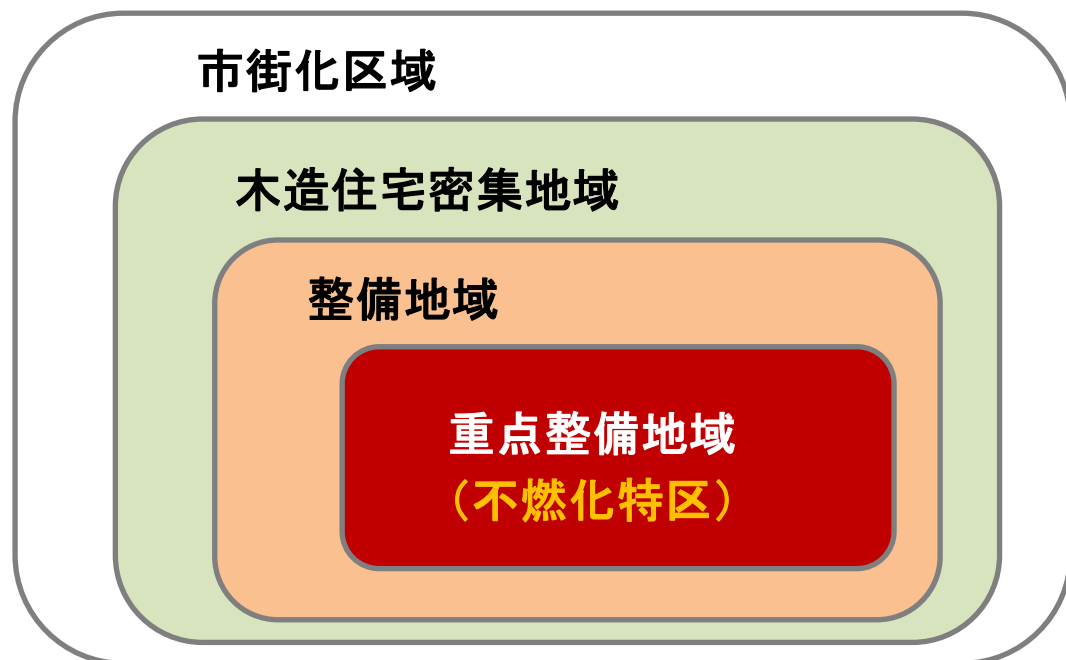 市街化区域
木造住宅密集地域
整備地域
重点整備地域
（不燃化特区）